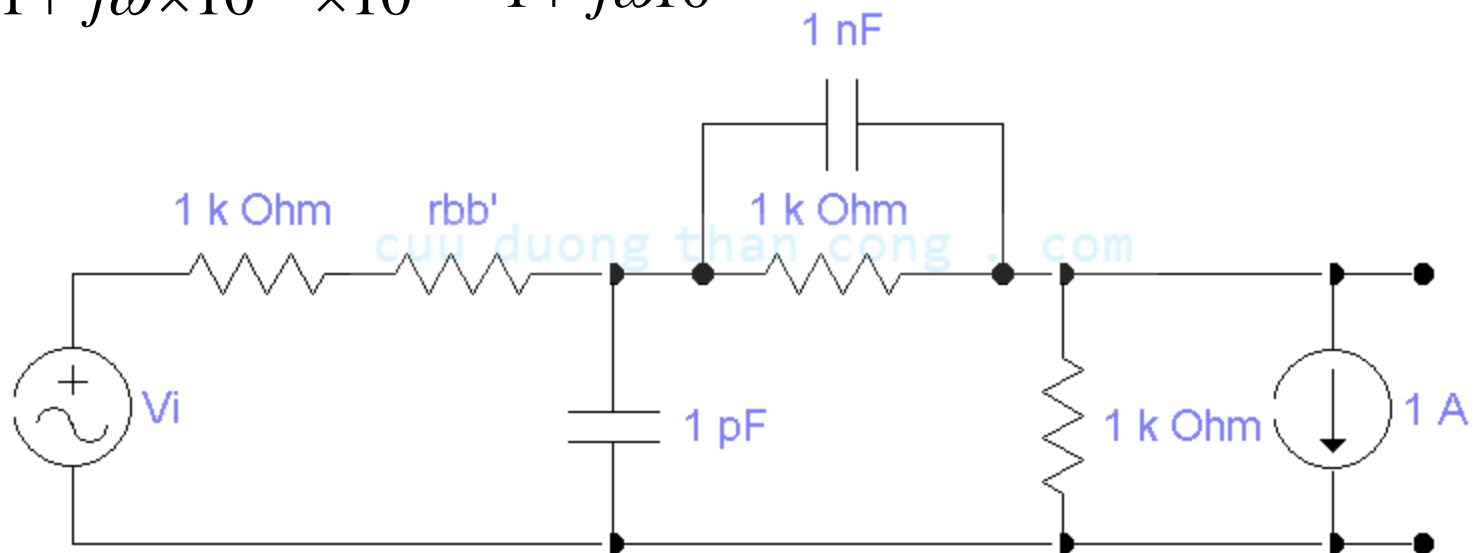 1 nF
1 k Ohm rbb' 1 k Ohm
cuu duong than cong . com
+
Vi 1 pF 1 k Ohm 1 A